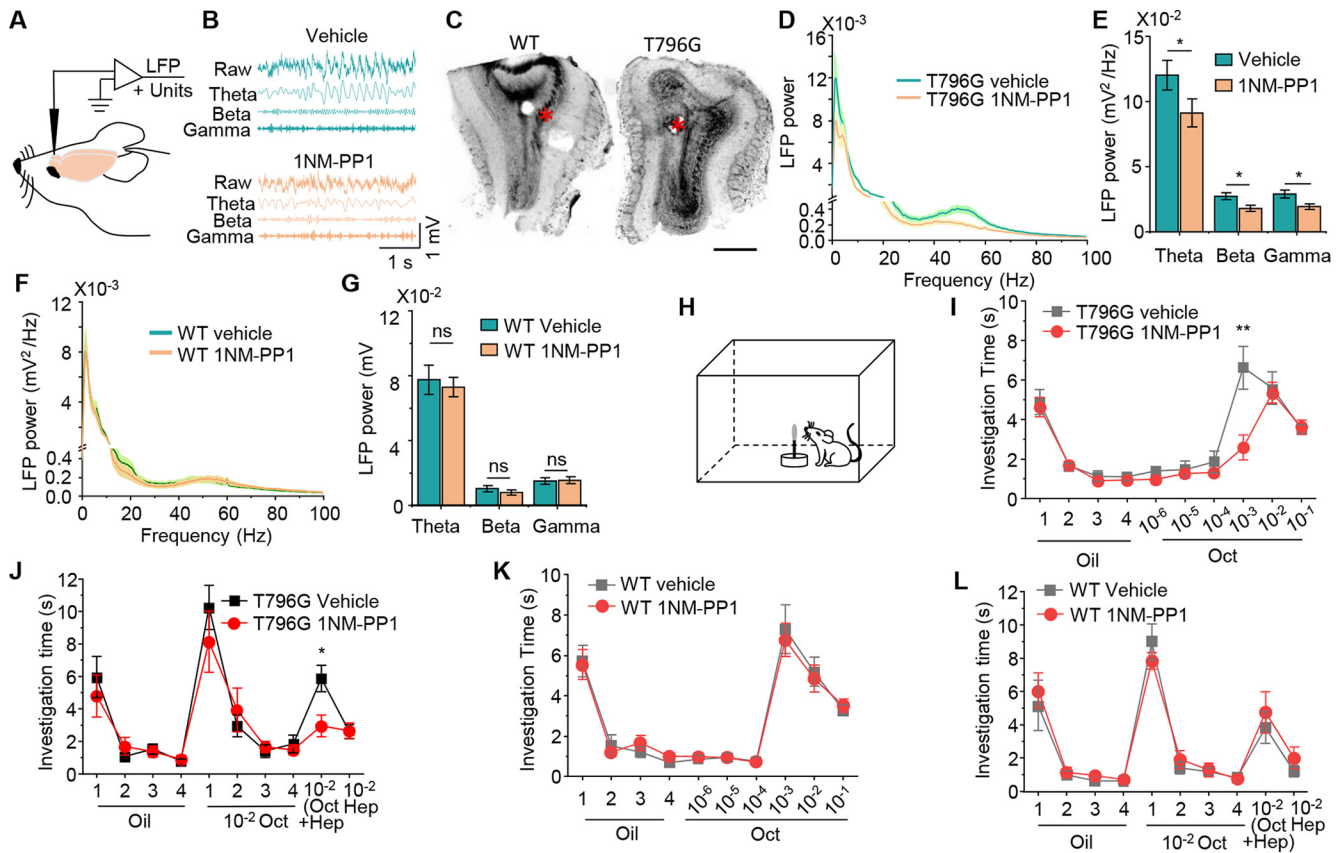 A
LFP
+ Units
B
Vehicle
Raw
Theta
Beta
Gamma
1NM-PP1
Raw
Theta
Beta
Gamma
1 s
1 mV
C
WT
T796G
*
*
D
X10-3
16
12
8
4
0.4
0.2
0.0
LFP power
T796G vehicle
T796G 1NM-PP1
0 20 40 60 80 100
Frequency (Hz)
E
X10-2
15
10
5
0
LFP power (mV2/Hz)
Vehicle
1NM-PP1
*
*
*
Theta Beta Gamma
F
X10-3
12
8
4
0.4
0.2
0.0
LFP power (mV2/Hz)
WT vehicle
WT 1NM-PP1
0 20 40 60 80 100
Frequency (Hz)
G
X10-2
12
8
4
0
LFP power (mV
WT Vehicle
WT 1NM-PP1
ns
ns
ns
Theta Beta Gamma
H
I
10
8
6
4
2
0
Investigation Time (s)
T796G vehicle
T796G 1NM-PP1
**
1 2 3 4 10-6 10-5 10-4 10-3 10-2 10-1
Oil Oct
J
12
10
8
6
4
2
0
Investigation time (s)
T796G Vehicle
T796G 1NM-PP1
*
1 2 3 4 1 2 3 4 10-2 10-2
(Oct Hep
+Hep
Oil 10-2 Oct
K
10
8
6
4
2
0
Investigation Time (s)
WT vehicle
WT 1NM-PP1
1 2 3 4 10-6 10-5 10-4 10-3 10-2 10-1
Oil Oct
L
12
10
8
6
4
2
0
Investigation time (s)
WT Vehicle
WT 1NM-PP1
1 2 3 4 1 2 3 4 10-2 10-2
(Oct Hep
+Hep)
Oil 10-2 Oct